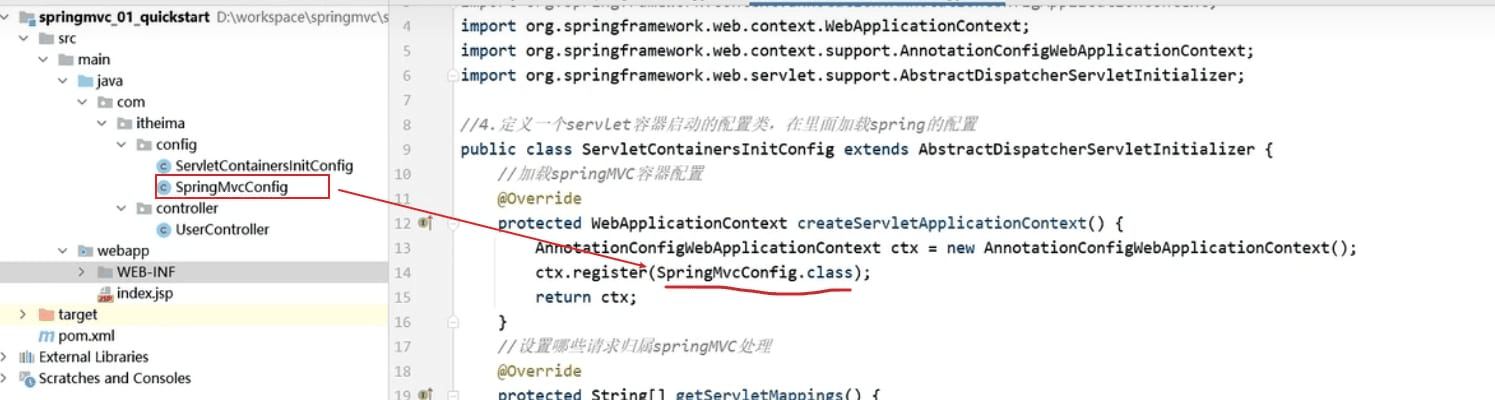 springmvc_01_quickstart D:\workspace\springmvc\s
src
main
java
com
itheima
config
ServletContainersInitConfig
SpringMvcConfig
controller
UserController
webapp
WEB-INF
index.jsp
target
pom.xml
External Libraries
Scratches and Consoles
4 import org.springframework.web.context.WebApplicationContext;
5 import org.springframework.web.context.support.AnnotationConfigWebApplicationContext;
6 import org.springframework.web.servlet.support.AbstractDispatcherServletInitializer;
7
8 //4.定义一个servlet容器启动的配置类，在里面加载spring的配置
9 public class ServletContainersInitConfig extends AbstractDispatcherServletInitializer {
10 //加载springMVC容器配置
11 @Override
12 protected WebApplicationContext createServletApplicationContext() {
13 AnnotationConfigWebApplicationContext ctx = new AnnotationConfigWebApplicationContext();
14 ctx.register(SpringMvcConfig.class);
15 return ctx;
16 }
17 //设置哪些请求归属springMVC处理
18 @Override
19 protected String[] getServletMappings() {